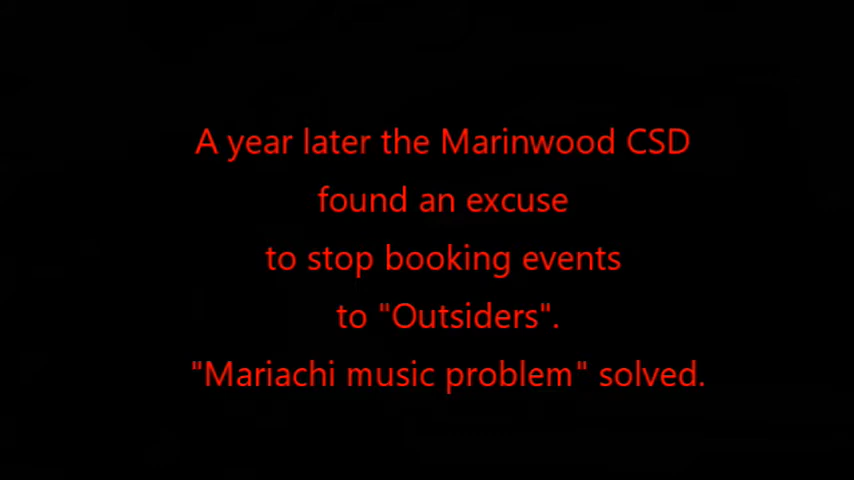 A year later the Marinwood CSD
found an excuse
to stop booking events
to "Outsiders".
"Mariachi music problem" solved.